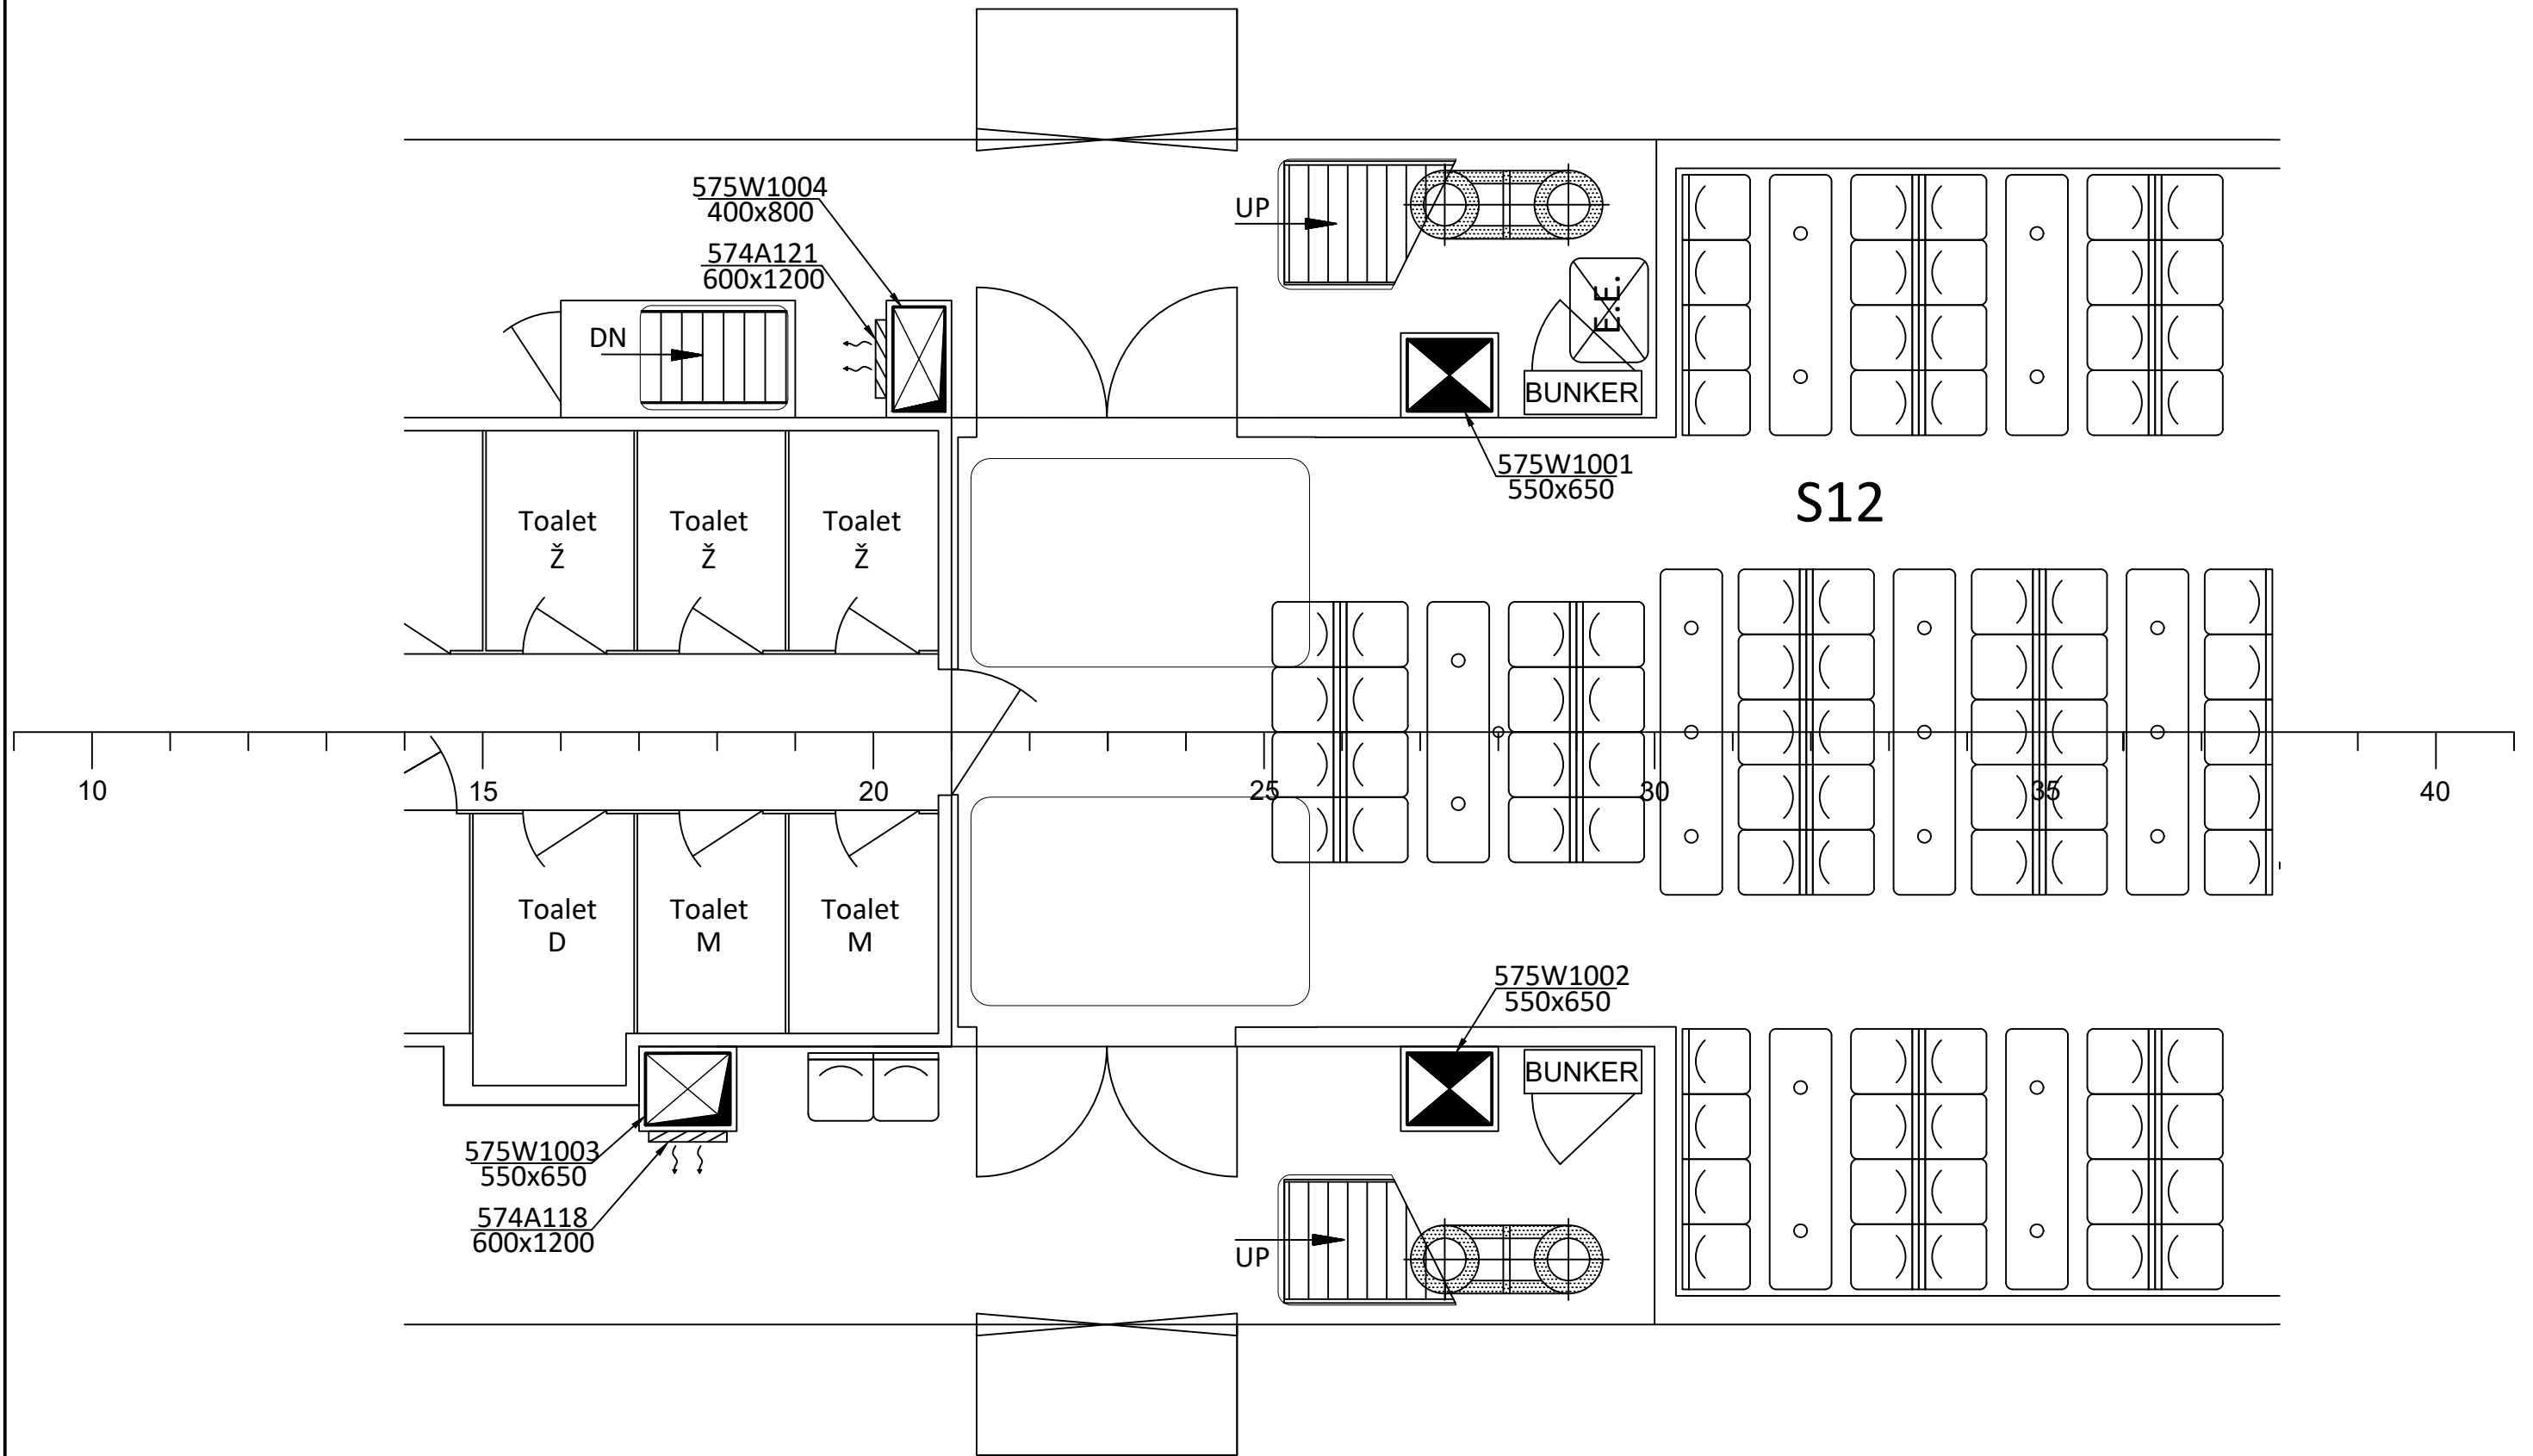 575W1004
400x800
574A121
600x1200
UP
DN
E.E.
BUNKER
575W1001
550x650
S12
Toalet
Ž
Toalet
Ž
Toalet
Ž
10
15
20
25
30
35
40
Toalet
D
Toalet
M
Toalet
M
575W1002
550x650
BUNKER
575W1003
550x650
574A118
600x1200
UP